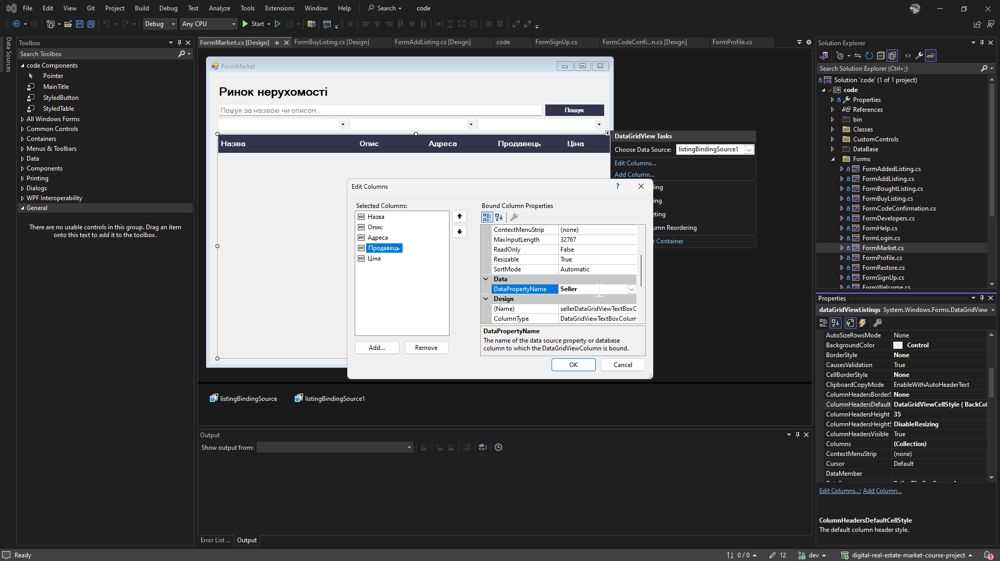 File Edit View Git Project Build Debug Test Analyze Tools Extensions Window Help Search code
Debug Any CPU Start
Data Sources
Toolbox
Search Toolbox
code Components
Pointer
MainTitle
StyledButton
StyledTable
All Windows Forms
Common Controls
Containers
Menus & Toolbars
Data
Components
Printing
Dialogs
WPF Interoperability
General
There are no usable controls in this group. Drag an item
onto this text to add it to the toolbox.
FormMarket.cs [Design] FormBuyListing.cs [Design] FormAddListing.cs [Design] code FormSignUp.cs FormCodeConfi...n.cs [Design] FormProfile.cs
FormMarket
Ринок нерухомості
Пошук за назвою чи описом...
Пошук
Назва Опис Адреса Продавець Ціна
DataGridView Tasks
Choose Data Source: listingBindingSource1
Edit Columns...
Add Column...
Edit Columns
?
Selected Columns:
Назва
Опис
Адреса
Продавець
Ціна
Add...
Remove
Bound Column Properties
ContextMenuStrip (none)
MaxInputLength 32767
ReadOnly False
Resizable True
SortMode Automatic
Data
DataPropertyName Seller
Design
(Name) sellerDataGridViewTextBoxC
ColumnType DataGridViewTextBoxColum
DataPropertyName
The name of the data source property or database
column to which the DataGridViewColumn is bound.
OK
Cancel
listingBindingSource
listingBindingSource1
Output
Show output from:
Error List ...
Output
Solution Explorer
Search Solution Explorer (Ctrl+;)
Solution 'code' (1 of 1 project)
code
Properties
References
bin
Classes
CustomControls
DataBase
Forms
FormAddedListing.cs
FormAddListing.cs
FormBoughtListing.cs
FormBuyListing.cs
FormCodeConfirmation.cs
FormDevelopers.cs
FormHelp.cs
FormLogin.cs
FormMarket.cs
FormProfile.cs
FormRestore.cs
FormSignUp.cs
FormWelcome.cs
Properties
dataGridViewListings System.Windows.Forms.DataGridView
AutoSizeRowsMode None
BackgroundColor Control
BorderStyle None
CausesValidation True
CellBorderStyle None
ClipboardCopyMode EnableWithAutoHeaderText
ColumnHeadersBorderS None
ColumnHeadersDefault DataGridViewCellStyle { BackCol
ColumnHeadersHeight 35
ColumnHeadersHeightS DisableResizing
ColumnHeadersVisible True
Columns (Collection)
ContextMenuStrip (none)
Cursor Default
DataMember
Edit Columns...; Add Column...
ColumnHeadersDefaultCellStyle
The default column header style.
Ready
0 / 0 12 dev digital-real-estate-market-course-project 1